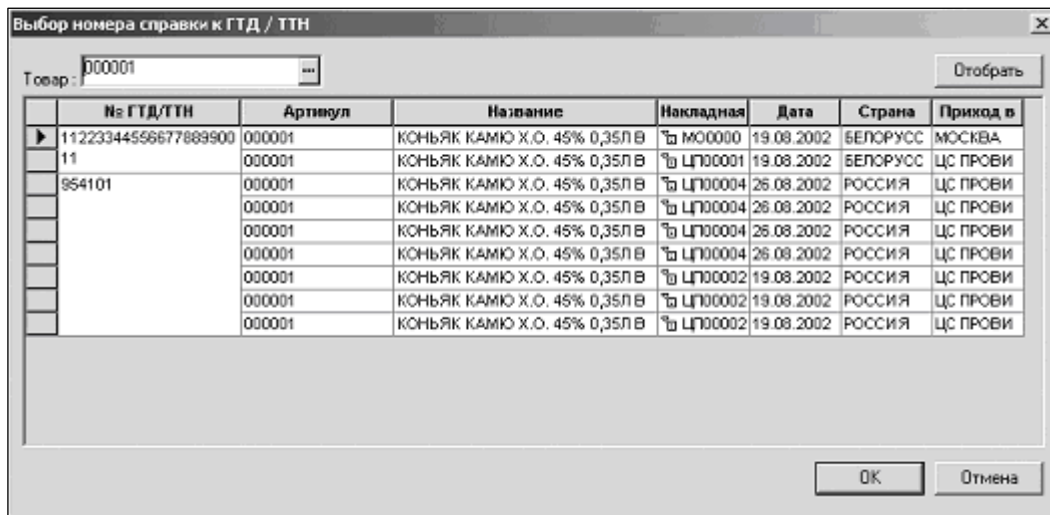 Выбор номера справки к ГТД / ТТН
Товар: 000001 ... Отобрать
№ ГТД/ТТН Артикул Название Накладная Дата Страна Приход в
11223344556677889900 000001 КОНЬЯК КАМЮ Х.О. 45% 0,35Л В МО0000 19.08.2002 БЕЛОРУСС МОСКВА
11 000001 КОНЬЯК КАМЮ Х.О. 45% 0,35Л В ЦП00001 19.08.2002 БЕЛОРУСС ЦС ПРОВИ
954101 000001 КОНЬЯК КАМЮ Х.О. 45% 0,35Л В ЦП00004 26.08.2002 РОССИЯ ЦС ПРОВИ
000001 КОНЬЯК КАМЮ Х.О. 45% 0,35Л В ЦП00004 26.08.2002 РОССИЯ ЦС ПРОВИ
000001 КОНЬЯК КАМЮ Х.О. 45% 0,35Л В ЦП00004 26.08.2002 РОССИЯ ЦС ПРОВИ
000001 КОНЬЯК КАМЮ Х.О. 45% 0,35Л В ЦП00004 26.08.2002 РОССИЯ ЦС ПРОВИ
000001 КОНЬЯК КАМЮ Х.О. 45% 0,35Л В ЦП00002 19.08.2002 РОССИЯ ЦС ПРОВИ
000001 КОНЬЯК КАМЮ Х.О. 45% 0,35Л В ЦП00002 19.08.2002 РОССИЯ ЦС ПРОВИ
000001 КОНЬЯК КАМЮ Х.О. 45% 0,35Л В ЦП00002 19.08.2002 РОССИЯ ЦС ПРОВИ
OK Отмена